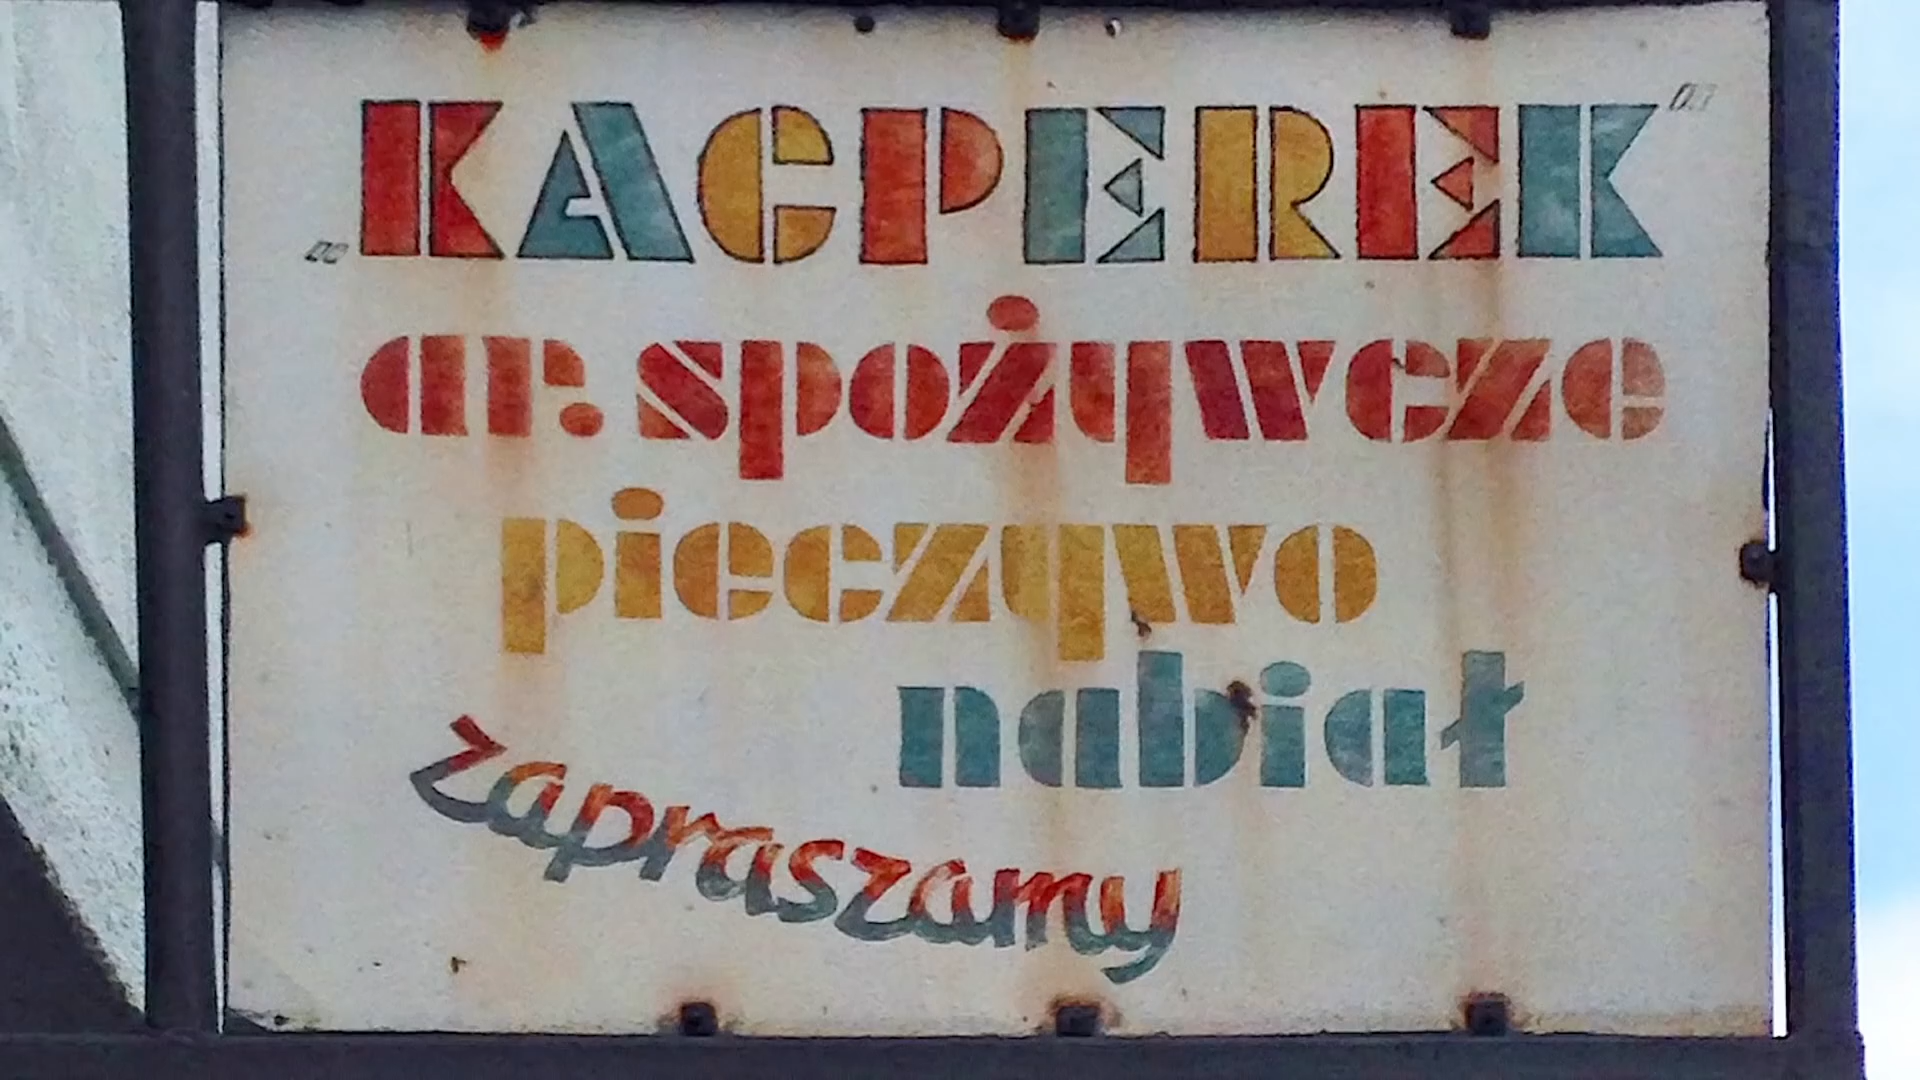 „KACPEREK”
ar. spożywcze
pieczywo
nabiał
zapraszamy